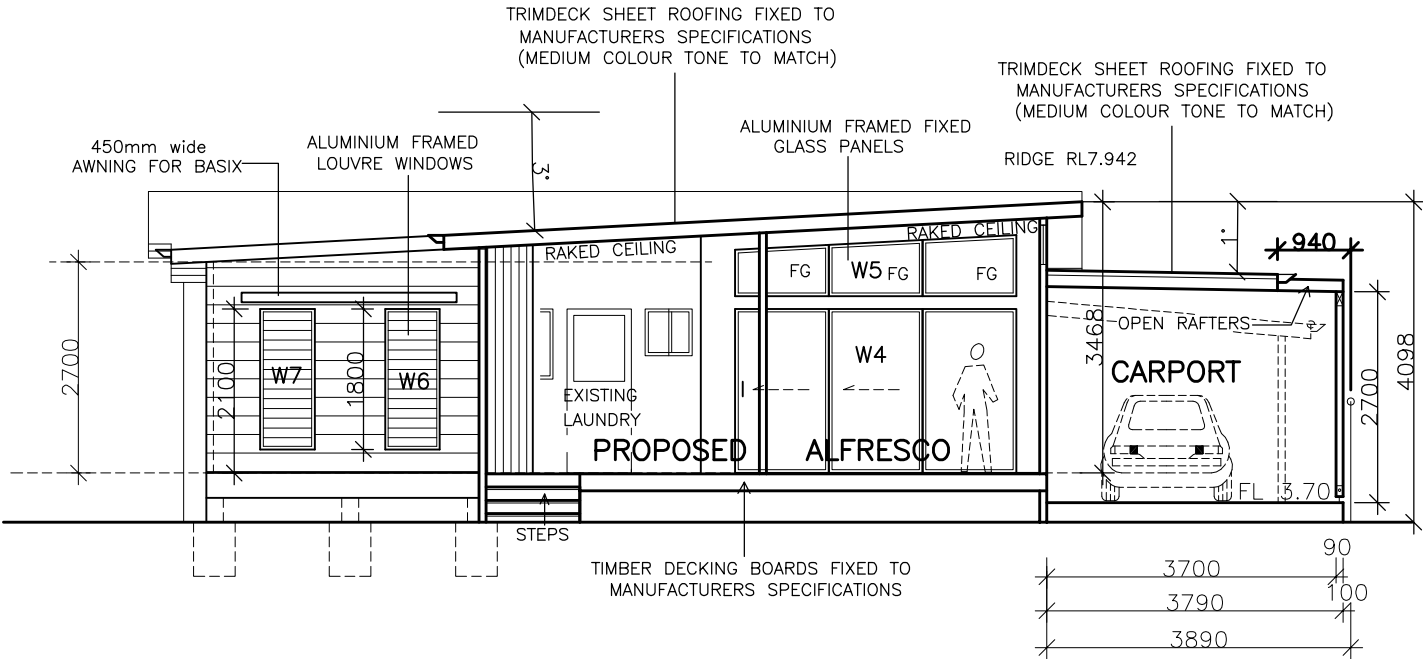 TRIMDECK SHEET ROOFING FIXED TO
MANUFACTURERS SPECIFICATIONS
(MEDIUM COLOUR TONE TO MATCH)
TRIMDECK SHEET ROOFING FIXED TO
MANUFACTURERS SPECIFICATIONS
(MEDIUM COLOUR TONE TO MATCH)
450mm wide
AWNING FOR BASIX
ALUMINIUM FRAMED
LOUVRE WINDOWS
ALUMINIUM FRAMED FIXED
GLASS PANELS
RIDGE RL7.942
3°
1°
940
RAKED CEILING
RAKED CEILING
FG
W5
FG
FG
2700
2100
W7
1800
W6
EXISTING
LAUNDRY
W4
PROPOSED ALFRESCO
3468
OPEN RAFTERS
CARPORT
2700
4098
FL 3.70
STEPS
TIMBER DECKING BOARDS FIXED TO
MANUFACTURERS SPECIFICATIONS
90
3700
100
3790
3890